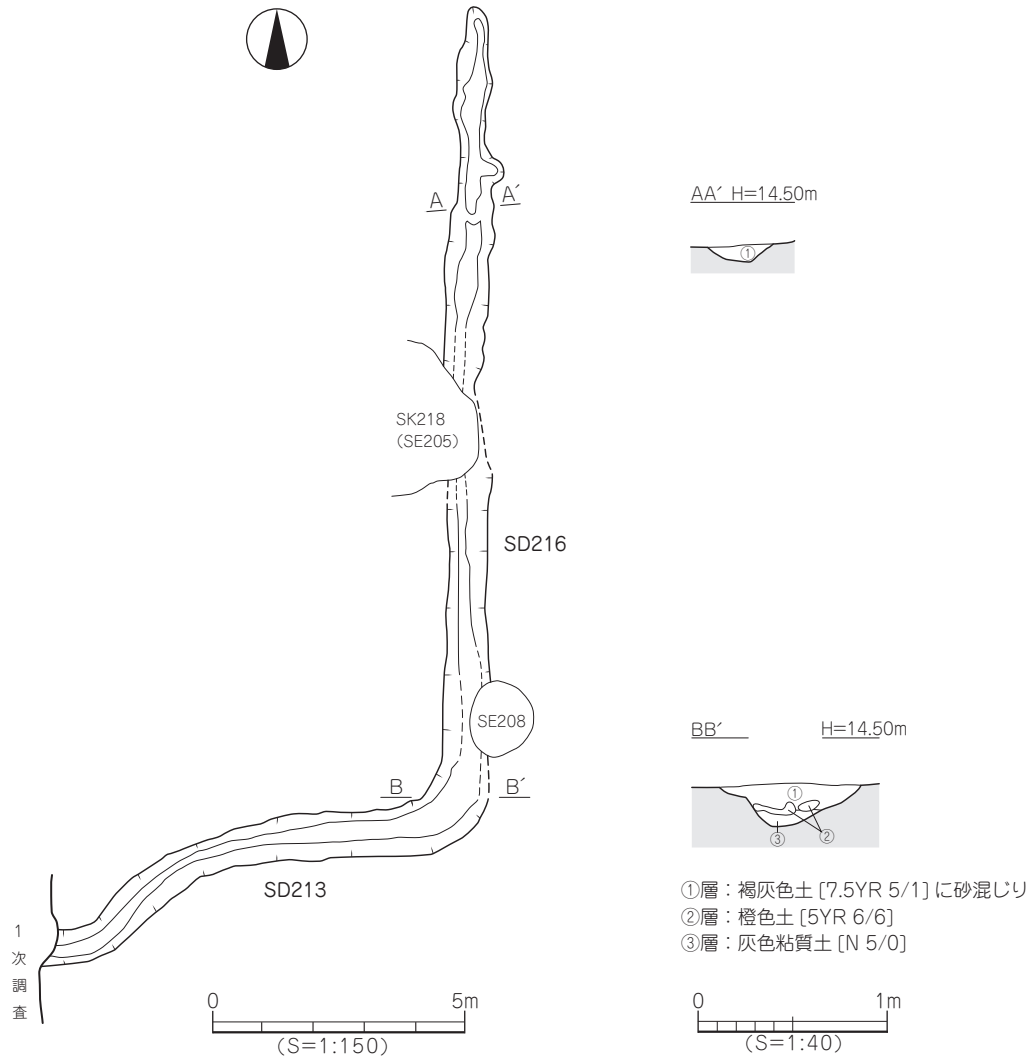 A
A′
AA′ H=14.50m
①
SK218
(SE205)
SD216
SE208
BB′
H=14.50m
B
B′
①
②
③
SD213
①層：褐灰色土 [7.5YR 5/1] に砂混じり
②層：橙色土 [5YR 6/6]
③層：灰色粘質土 [N 5/0]
1
次
調
査
0
5m
(S=1:150)
0
1m
(S=1:40)